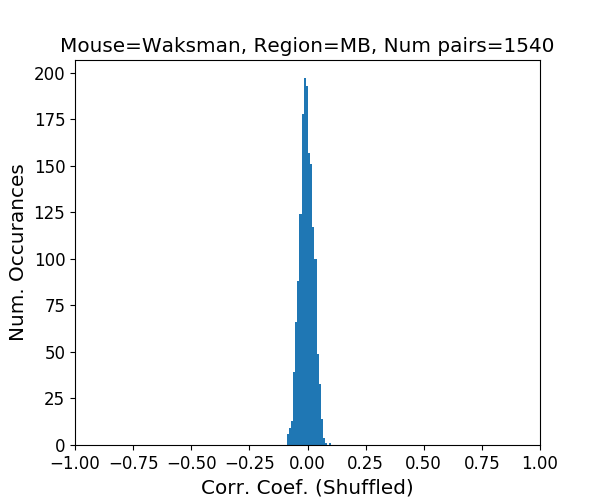 Mouse=Waksman, Region=MB, Num pairs=1540
200
175
150
125
100
75
50
25
0
Num. Occurances
−1.00 −0.75 −0.50 −0.25 0.00 0.25 0.50 0.75 1.00
Corr. Coef. (Shuffled)